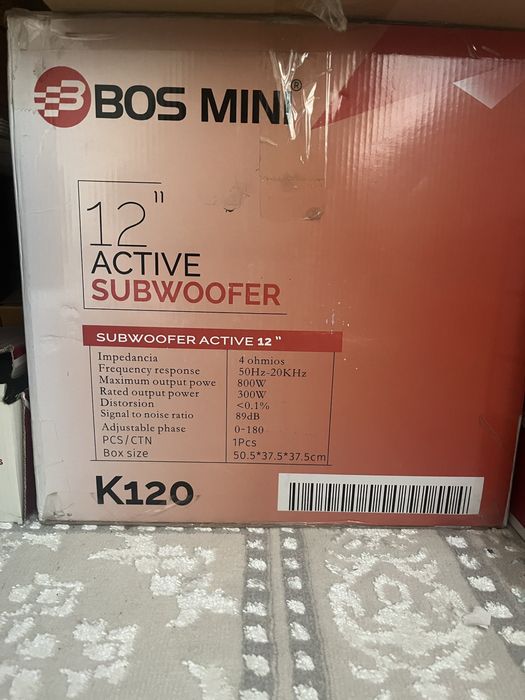 BOS MINI®
12"
ACTIVE
SUBWOOFER
SUBWOOFER ACTIVE 12"
Impedancia 4 ohmios
Frequency response 50Hz-20KHz
Maximum output powe 800W
Rated output power 300W
Distorsion <0.1%
Signal to noise ratio 89dB
Adjustable phase 0-180
PCS/CTN 1Pcs
Box size 50.5*37.5*37.5cm
K120